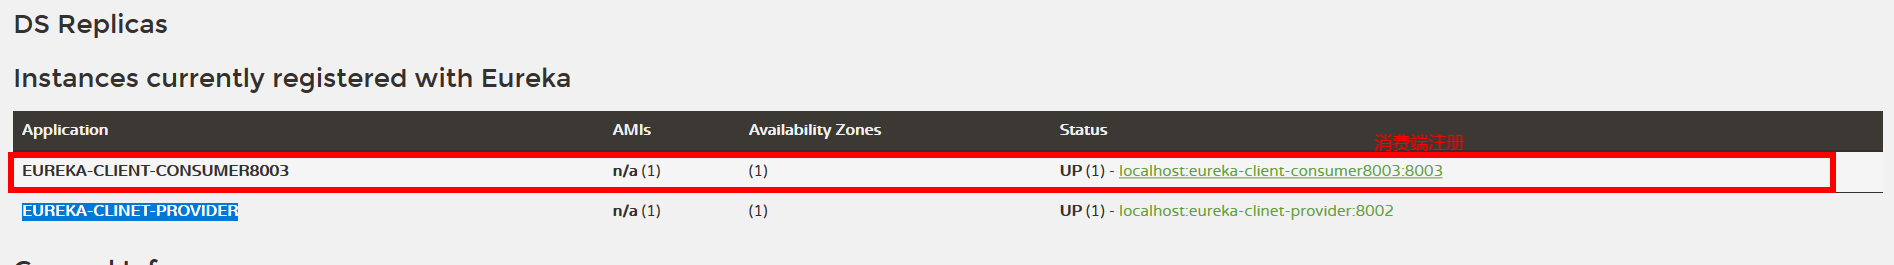 DS Replicas
Instances currently registered with Eureka
Application AMIs Availability Zones Status
消费端注册
EUREKA-CLIENT-CONSUMER8003 n/a (1) (1) UP (1) - localhost:eureka-client-consumer8003:8003
EUREKA-CLINET-PROVIDER n/a (1) (1) UP (1) - localhost:eureka-clinet-provider:8002